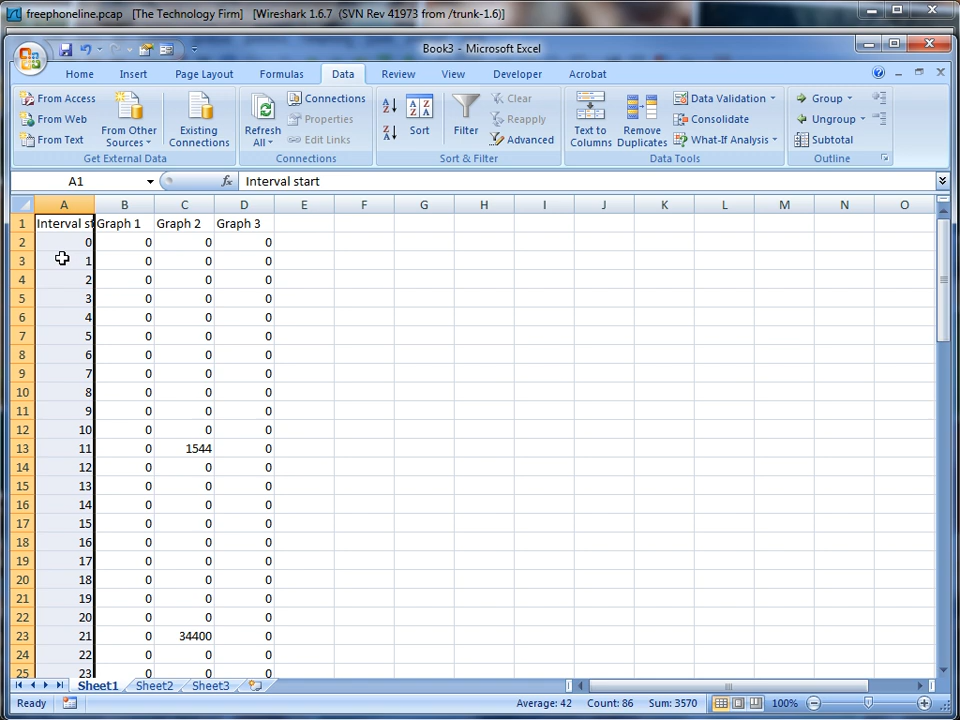 freephoneline.pcap [The Technology Firm] [Wireshark 1.6.7 (SVN Rev 41973 from /trunk-1.6)]
Book3 - Microsoft Excel
Home Insert Page Layout Formulas Data Review View Developer Acrobat
From Access
From Web
From Text
From Other Sources
Existing Connections
Get External Data
Refresh All
Connections
Properties
Edit Links
Connections
Sort
Filter
Clear
Reapply
Advanced
Sort & Filter
Text to Columns
Remove Duplicates
Data Validation
Consolidate
What-If Analysis
Data Tools
Group
Ungroup
Subtotal
Outline
A1 fx Interval start
A B C D E F G H I J K L M N O
1 Interval st Graph 1 Graph 2 Graph 3
2 0 0 0 0
3 1 0 0 0
4 2 0 0 0
5 3 0 0 0
6 4 0 0 0
7 5 0 0 0
8 6 0 0 0
9 7 0 0 0
10 8 0 0 0
11 9 0 0 0
12 10 0 0 0
13 11 0 1544 0
14 12 0 0 0
15 13 0 0 0
16 14 0 0 0
17 15 0 0 0
18 16 0 0 0
19 17 0 0 0
20 18 0 0 0
21 19 0 0 0
22 20 0 0 0
23 21 0 34400 0
24 22 0 0 0
25 23 0 0 0
Sheet1 Sheet2 Sheet3
Ready Average: 42 Count: 86 Sum: 3570 100%